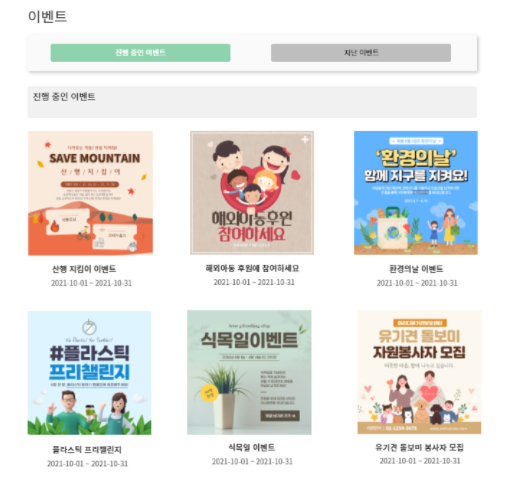 이벤트
진행 중인 이벤트
지난 이벤트
진행 중인 이벤트
SAVE MOUNTAIN
산/행/지/킴/이
해외아동후원
참여하세요
'환경의날'
함께 지구를 지켜요!
산행 지킴이 이벤트
2021-10-01 ~ 2021-10-31
해외아동 후원에 참여하세요
2021-10-01 ~ 2021-10-31
환경의날 이벤트
2021-10-01 ~ 2021-10-31
#플라스틱
프리챌린지
식목일이벤트
유기견 돌보미
자원봉사자 모집
플라스틱 프리챌린지
2021-10-01 ~ 2021-10-31
식목일 이벤트
2021-10-01 ~ 2021-10-31
유기견 돌보미 봉사자 모집
2021-10-01 ~ 2021-10-31